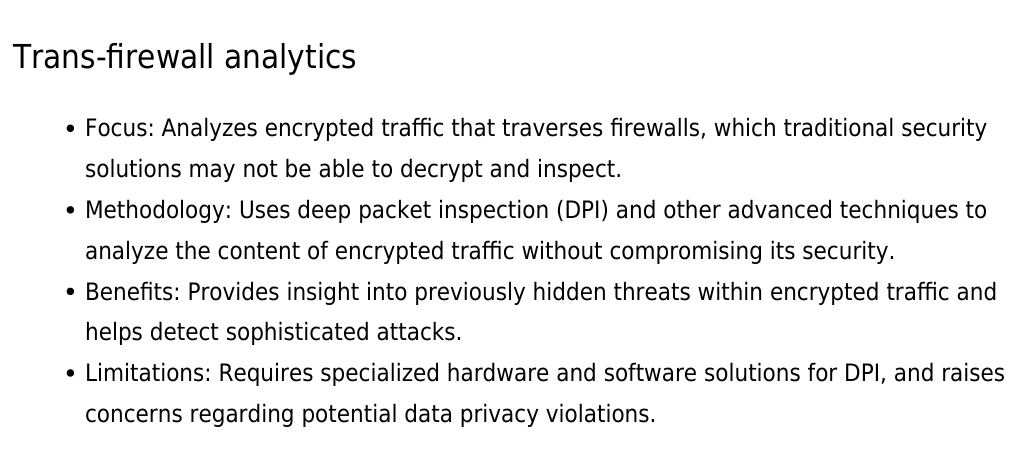 Trans-firewall analytics
• Focus: Analyzes encrypted traffic that traverses firewalls, which traditional security
solutions may not be able to decrypt and inspect.
• Methodology: Uses deep packet inspection (DPI) and other advanced techniques to
analyze the content of encrypted traffic without compromising its security.
• Benefits: Provides insight into previously hidden threats within encrypted traffic and
helps detect sophisticated attacks.
• Limitations: Requires specialized hardware and software solutions for DPI, and raises
concerns regarding potential data privacy violations.